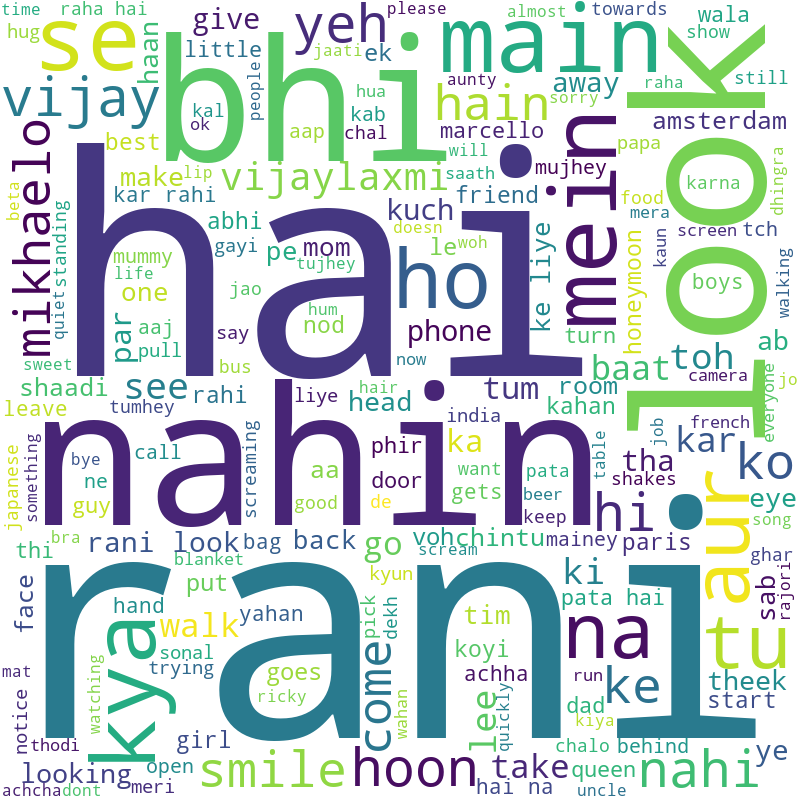 time raha hai
please
almost towards
wala
hug
se
haan
give
yeh
jaati
ek
main
show
little
bhi
look
still
vijay
people
hua
aunty
hain
away
sorry
raha
kal
ok
aap
kab
chal
marcello
amsterdam
best
mikhaelo
make
lip
vijaylaxmi
will
saath
friend
mujhey
mein
papa
karna
dhingra
beta
standing
quiet
kar rahi
abhi
gayi
pe
mom
kuch
doesn
le
woh
ke liye
food
mera
screen
tch
kaun
walking
mummy
life
hai
tujhey
ho
honeymoon
boys
one
jao
hum
nod
phone
turn
par
aaj
pull
say
bus
now
baat
toh
ab
sweet
shaadi
see
rahi
liye
hair
head
tum
room
camera
jo
everyone
leave
tumhey
india
kahan
french
job
kar
ko
japanese
something
call
screaming
nahin
phir
ka
tha
bye
ne
guy
aa
good
door
de
want
gets
pata
beer
keep
table
shakes
hi
aur
eye
song
thi
bra
rani look
bag
back
go
vohchintu
mainey
paris
ghar
rajori
sab
blanket
scream
kyun
ki
pata hai
face
put
hand
kya
walk
yahan
pick
dekh
tim
koyi
na
tu
sonal
trying
rani
achha
run
ke
theek
mat
notice
watching
goes
ricky
come
wahan
lee
quickly
dad
kiya
start
thodi
girl
chalo
behind
ye
looking
open
smile
hoon
take
queen
nahi
achcha
dont
meri
hai na
uncle